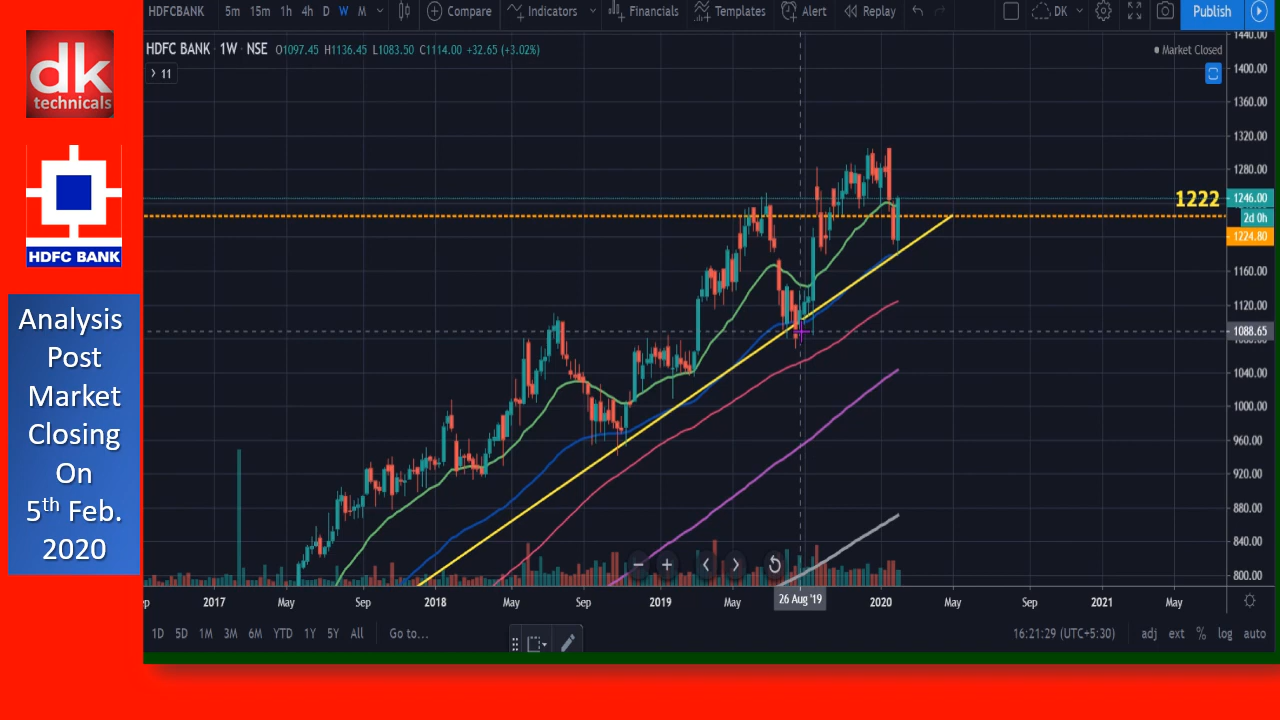 dk
technicals
HDFC BANK
Analysis
Post
Market
Closing
On
5th Feb.
2020
HDFCBANK 5m 15m 1h 4h D W M Compare Indicators Financials Templates Alert Replay DK Publish
HDFC BANK 1W NSE O1097.45 H1136.45 L1083.50 C1114.00 +32.65 (+3.02%)
Market Closed
11
1440.00
1400.00
1360.00
1320.00
1280.00
1222
1246.00
2d 0h
1224.80
1160.00
1120.00
1088.65
1040.00
1000.00
960.00
920.00
880.00
840.00
800.00
2017 May Sep 2018 May Sep 2019 May 26 Aug '19 2020 May Sep 2021 May
1D 5D 1M 3M 6M YTD 1Y 5Y All Go to... 16:21:29 (UTC+5:30) adj ext % log auto